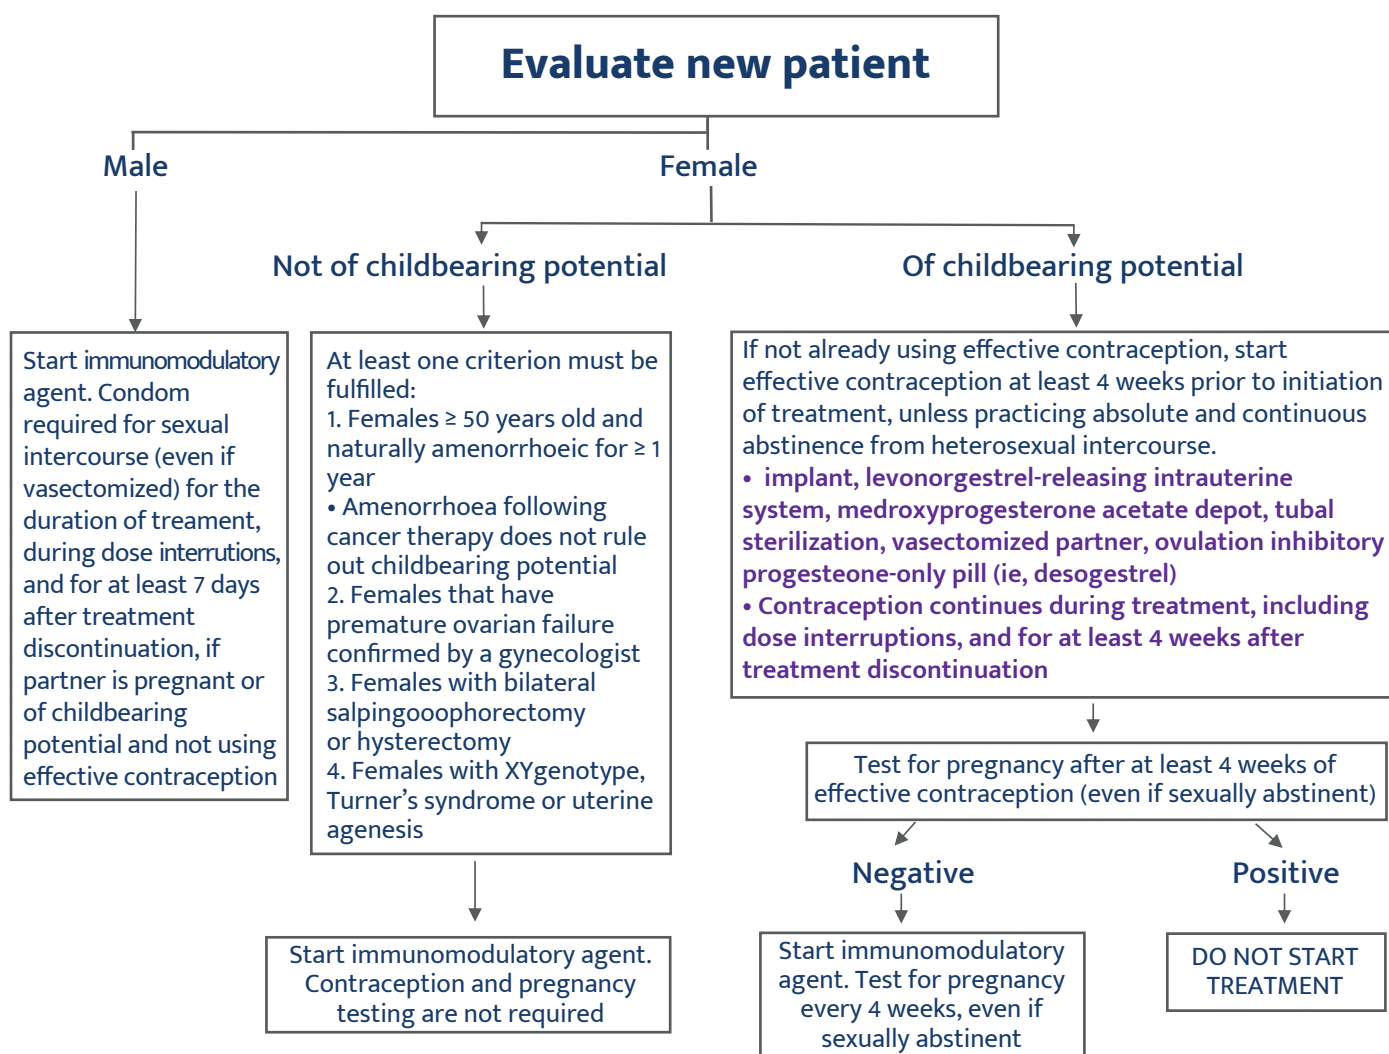 Evaluate new patient
Male
Female
Not of childbearing potential
Of childbearing potential
Start immunomodulatory
agent. Condom
required for sexual
intercourse (even if
vasectomized) for the
duration of treament,
during dose interrutions,
and for at least 7 days
after treatment
discontinuation, if
partner is pregnant or
of childbearing
potential and not using
effective contraception
At least one criterion must be
fulfilled:
1. Females ≥ 50 years old and
naturally amenorrhoeic for ≥ 1
year
• Amenorrhoea following
cancer therapy does not rule
out childbearing potential
2. Females that have
premature ovarian failure
confirmed by a gynecologist
3. Females with bilateral
salpingooophorectomy
or hysterectomy
4. Females with XYgenotype,
Turner’s syndrome or uterine
agenesis
Start immunomodulatory agent.
Contraception and pregnancy
testing are not required
If not already using effective contraception, start
effective contraception at least 4 weeks prior to initiation
of treatment, unless practicing absolute and continuous
abstinence from heterosexual intercourse.
• implant, levonorgestrel-releasing intrauterine
system, medroxyprogesterone acetate depot, tubal
sterilization, vasectomized partner, ovulation inhibitory
progesteone-only pill (ie, desogestrel)
• Contraception continues during treatment, including
dose interruptions, and for at least 4 weeks after
treatment discontinuation
Test for pregnancy after at least 4 weeks of
effective contraception (even if sexually abstinent)
Negative
Positive
Start immunomodulatory
agent. Test for pregnancy
every 4 weeks, even if
sexually abstinent
DO NOT START
TREATMENT